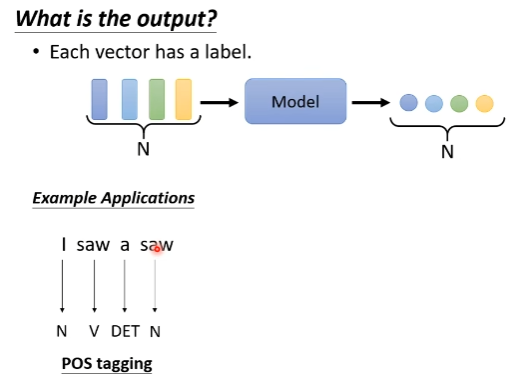 What is the output?
• Each vector has a label.
Model
N
N
Example Applications
I saw a saw
N V DET N
POS tagging